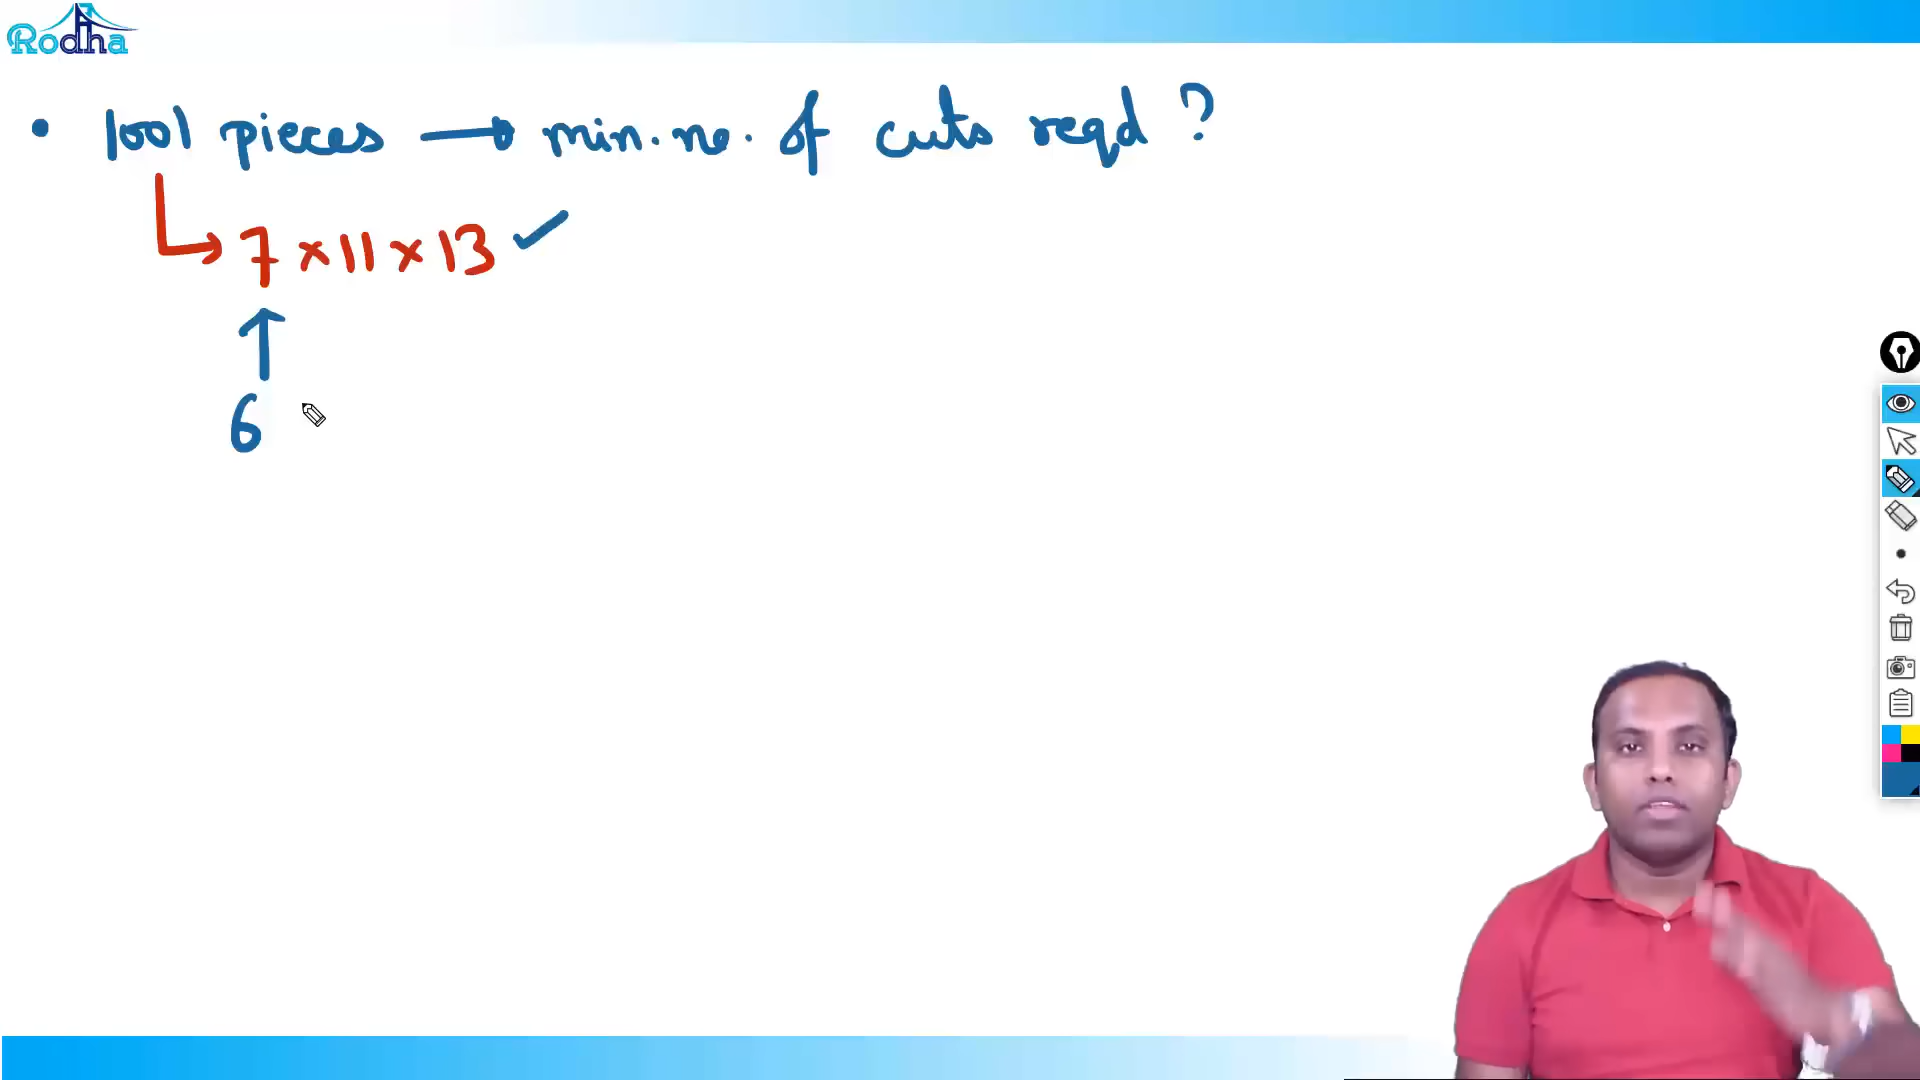 Rodha
• 1001 pieces → min. no. of cuts reqd ?
7 × 11 × 13 ✓
6